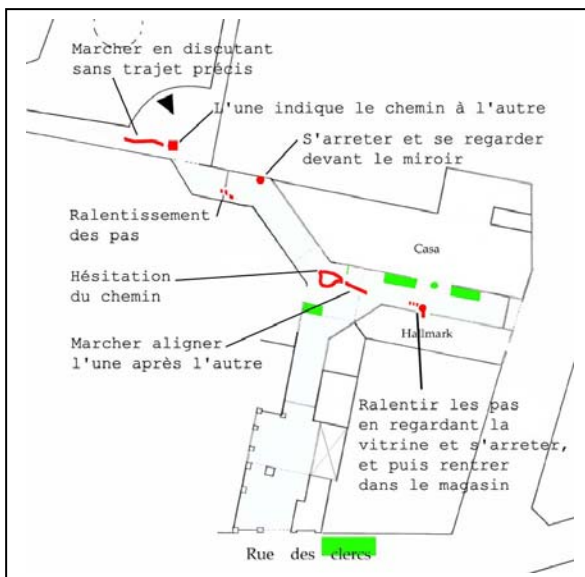 Marcher en discutant
sans trajet précis
L'une indique le chemin à l'autre
S'arreter et se regarder
devant le miroir
Ralentissement
des pas
Casa
Hésitation
du chemin
Hallmark
Marcher aligner
l'une après l'autre
Ralentir les pas
en regardant la
vitrine et s'arreter,
et puis rentrer
dans le magasin
Rue des clercs